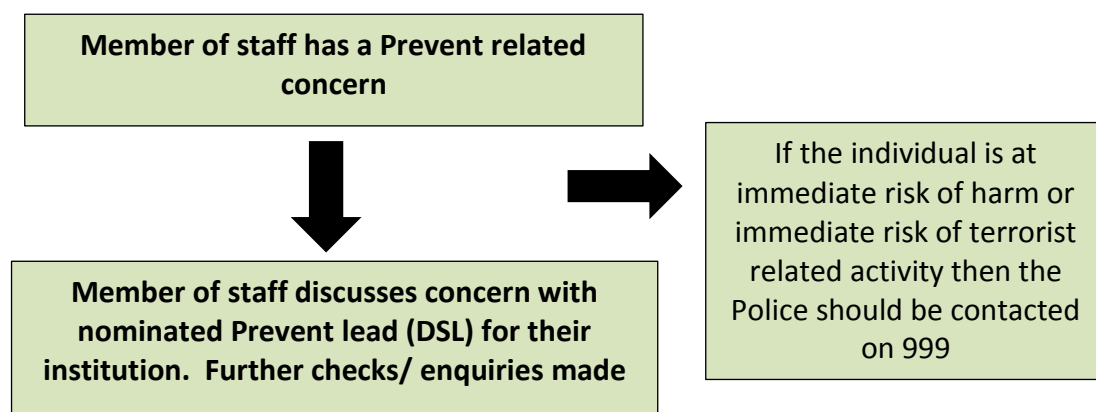 Member of staff has a Prevent related
concern
If the individual is at
immediate risk of harm or
immediate risk of terrorist
related activity then the
Police should be contacted
on 999
Member of staff discusses concern with
nominated Prevent lead (DSL) for their
institution.  Further checks/ enquiries made